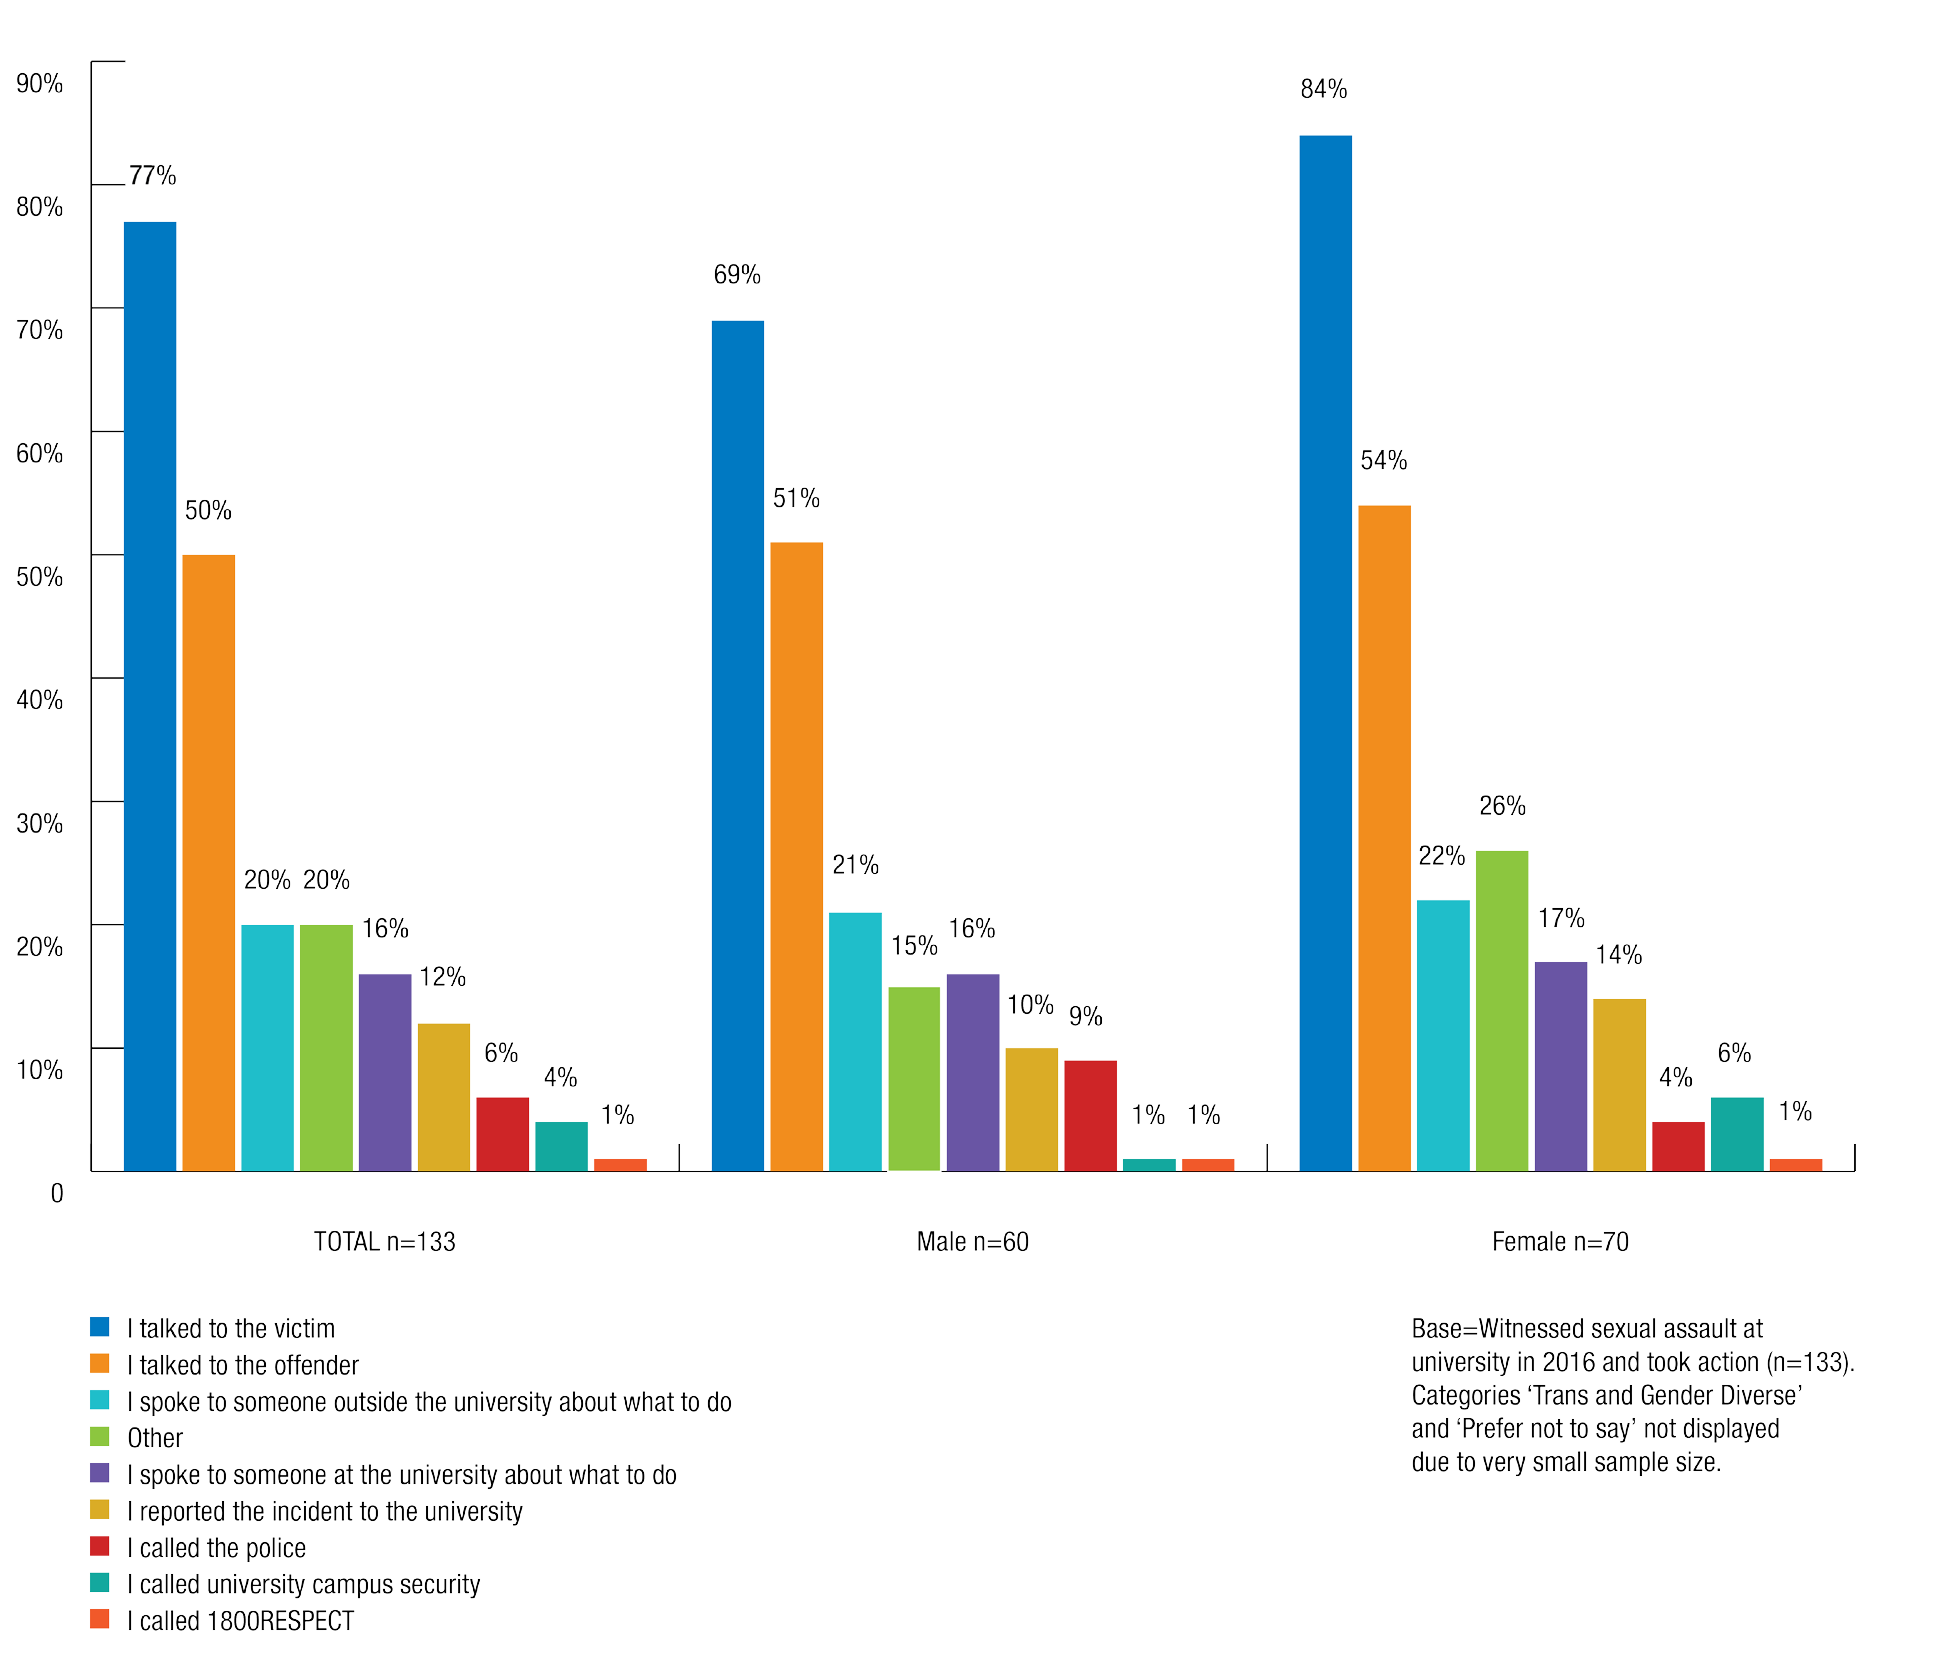 90%
80%
70%
60%
50%
40%
30%
20%
10%
0
77%
50%
20%
20%
16%
12%
6%
4%
1%
69%
51%
21%
15%
16%
10%
9%
1%
1%
84%
54%
22%
26%
17%
14%
4%
6%
1%
TOTAL n=133
Male n=60
Female n=70
I talked to the victim
I talked to the offender
I spoke to someone outside the university about what to do
Other
I spoke to someone at the university about what to do
I reported the incident to the university
I called the police
I called university campus security
I called 1800RESPECT
Base=Witnessed sexual assault at
university in 2016 and took action (n=133).
Categories ‘Trans and Gender Diverse’
and ‘Prefer not to say’ not displayed
due to very small sample size.